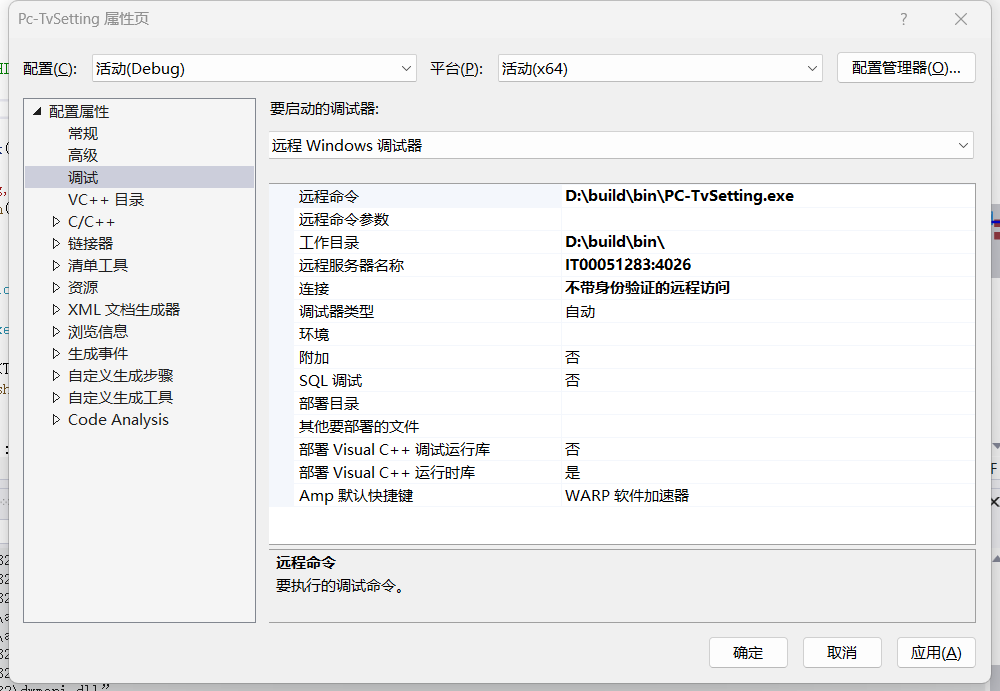 Pc-TvSetting 属性页
?
配置(C): 活动(Debug) 平台(P): 活动(x64) 配置管理器(O)...
配置属性
常规
高级
调试
VC++ 目录
C/C++
链接器
清单工具
资源
XML 文档生成器
浏览信息
生成事件
自定义生成步骤
自定义生成工具
Code Analysis
要启动的调试器:
远程 Windows 调试器
远程命令 D:\build\bin\PC-TvSetting.exe
远程命令参数
工作目录 D:\build\bin\
远程服务器名称 IT00051283:4026
连接 不带身份验证的远程访问
调试器类型 自动
环境
附加 否
SQL 调试 否
部署目录
其他要部署的文件
部署 Visual C++ 调试运行库 否
部署 Visual C++ 运行时库 是
Amp 默认快捷键 WARP 软件加速器
远程命令
要执行的调试命令。
确定 取消 应用(A)